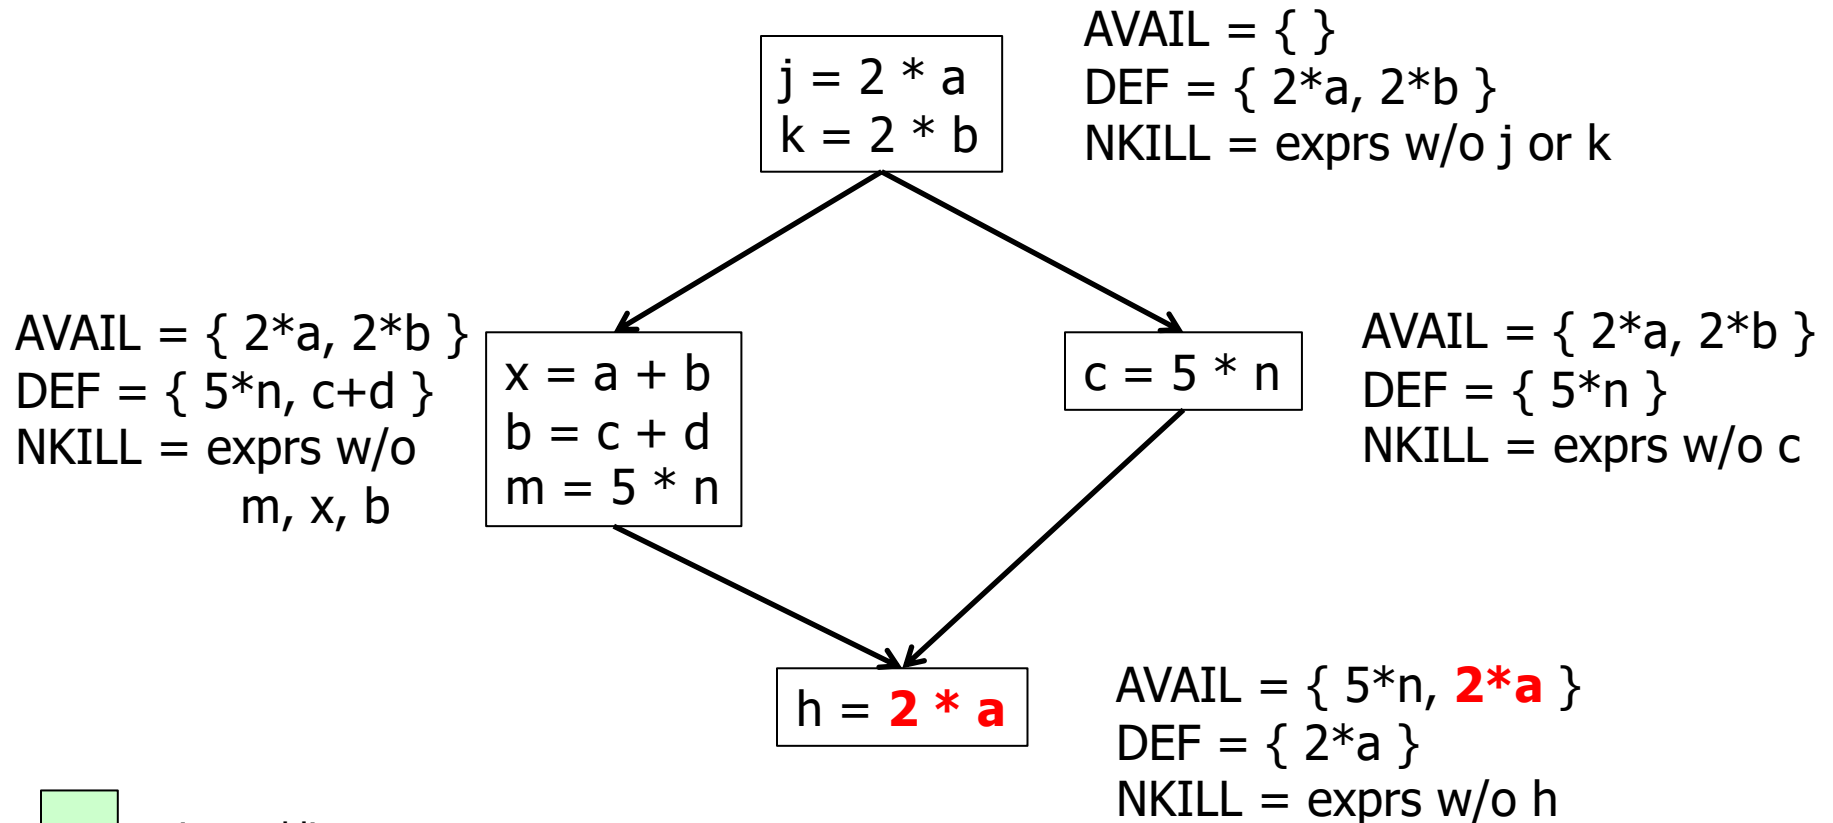 AVAIL = { }
DEF = { 2*a, 2*b }
NKILL = exprs w/o j or k
j = 2 * a
k = 2 * b
AVAIL = { 2*a, 2*b }
DEF = { 5*n, c+d }
NKILL = exprs w/o
m, x, b
x = a + b
b = c + d
m = 5 * n
c = 5 * n
AVAIL = { 2*a, 2*b }
DEF = { 5*n }
NKILL = exprs w/o c
h = 2 * a
AVAIL = { 5*n, 2*a }
DEF = { 2*a }
NKILL = exprs w/o h